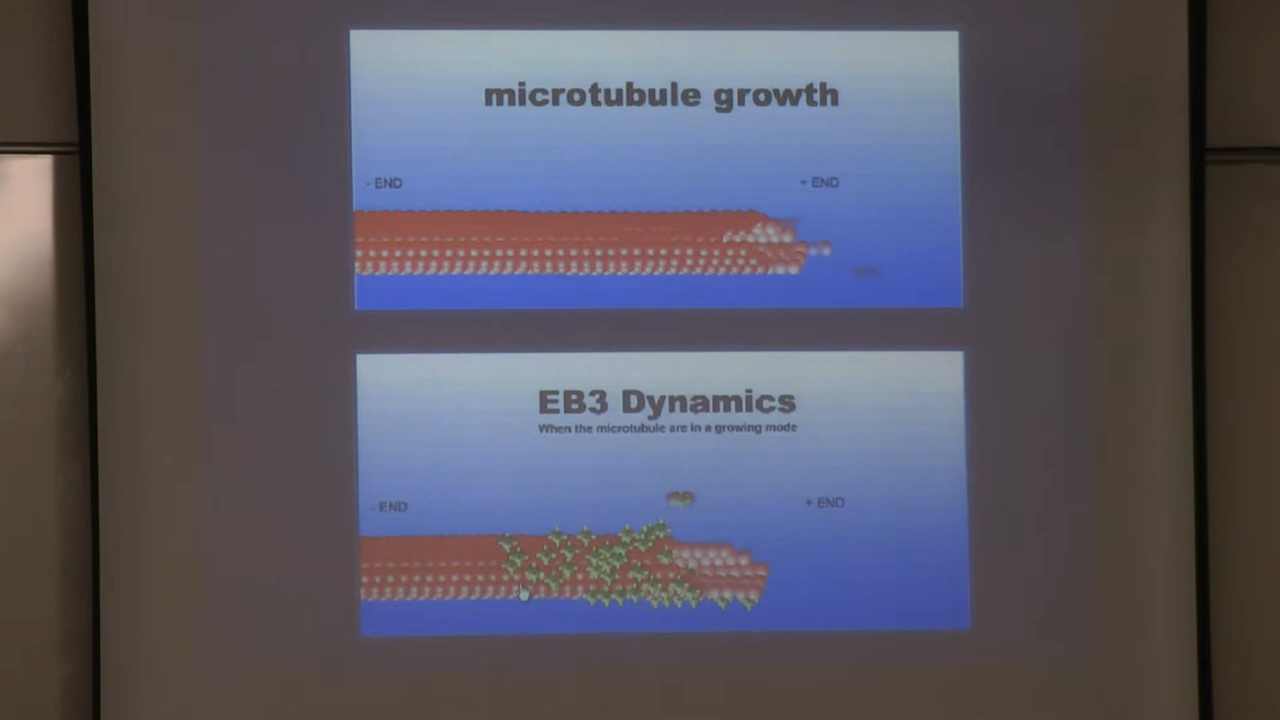 microtubule growth
- END
+ END
EB3 Dynamics
When the microtubule are in a growing mode
- END
+ END